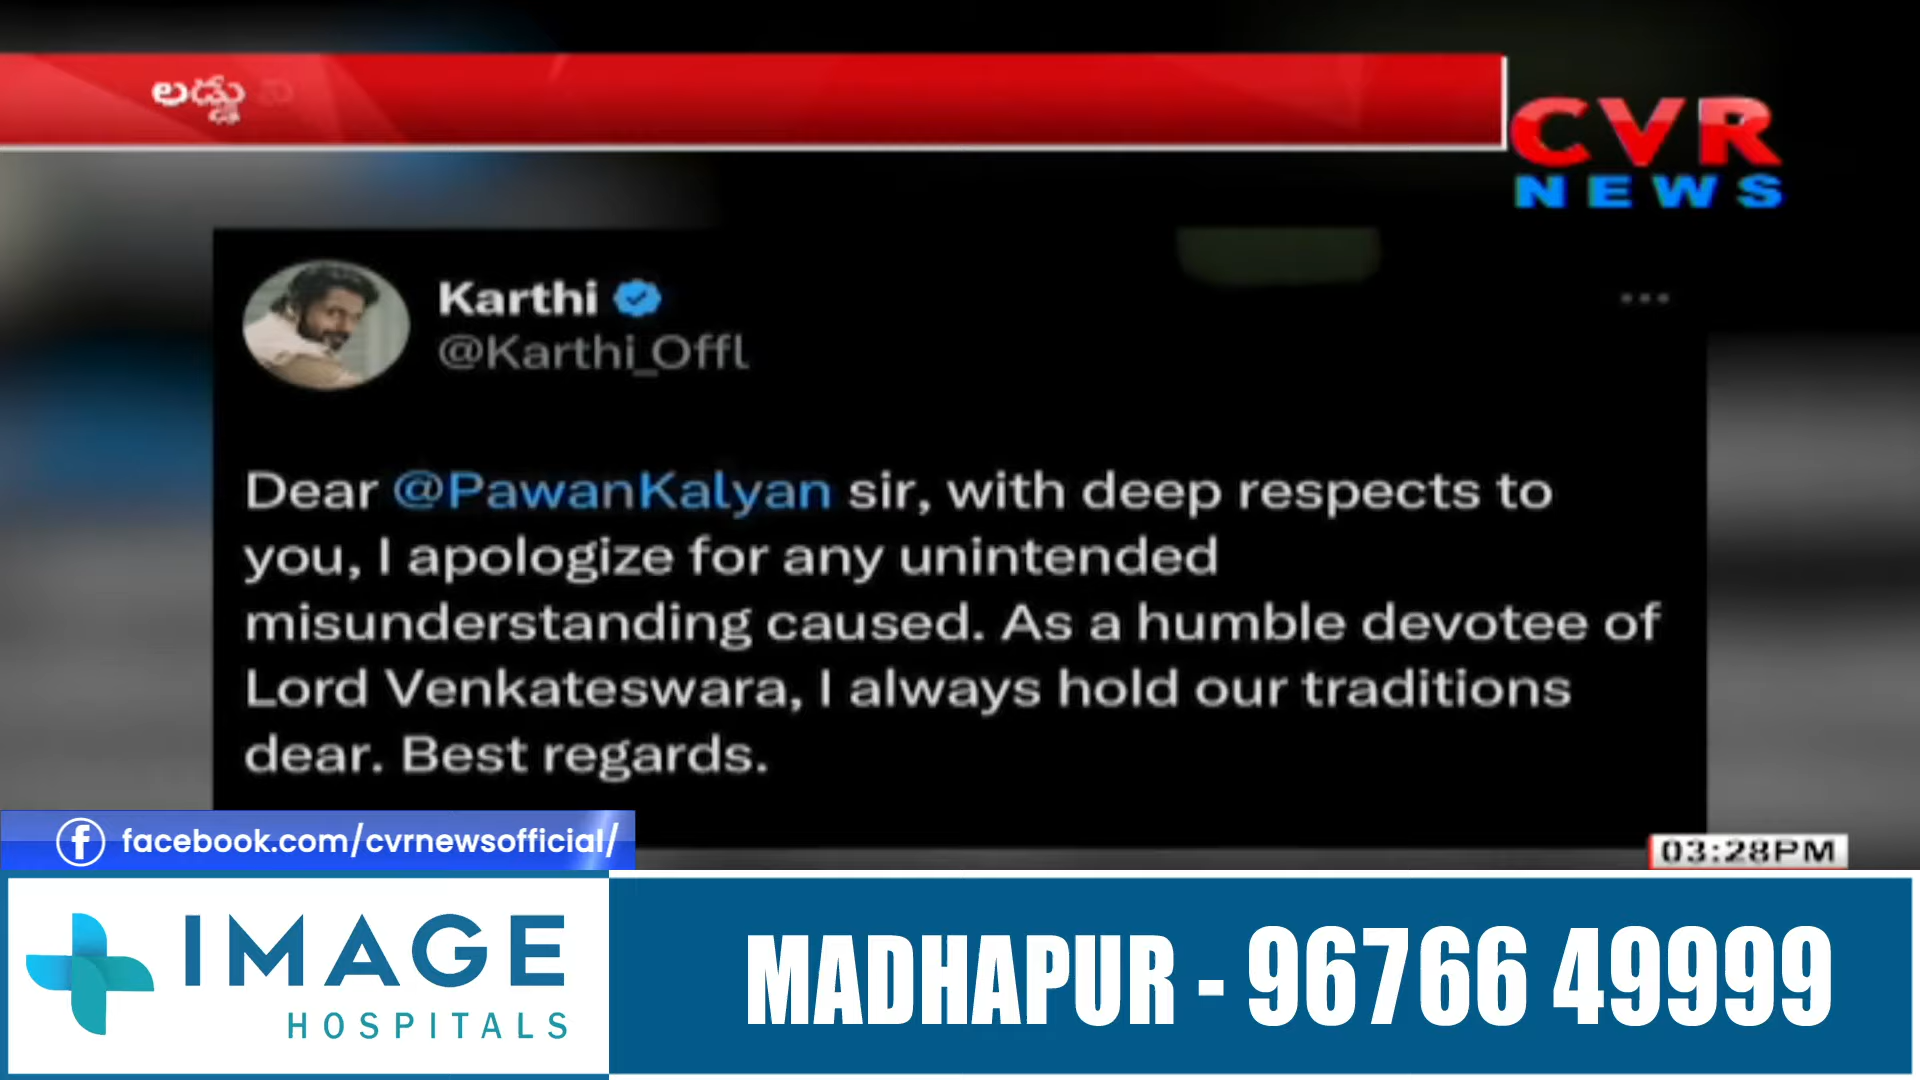 లడ్డు
CVR
NEWS
Karthi
@Karthi_Offl
Dear @PawanKalyan sir, with deep respects to
you, I apologize for any unintended
misunderstanding caused. As a humble devotee of
Lord Venkateswara, I always hold our traditions
dear. Best regards.
facebook.com/cvrnewsofficial/
03:28PM
IMAGE
HOSPITALS
MADHAPUR - 96766 49999